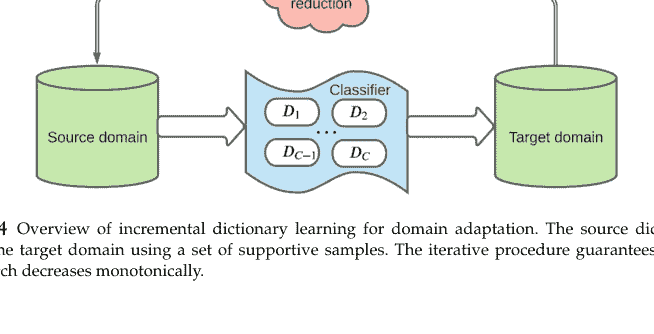 reduction
Classifier
D1 D2
Source domain ... Target domain
DC−1 DC
4 Overview of incremental dictionary learning for domain adaptation. The source dic
ne target domain using a set of supportive samples. The iterative procedure guarantees
ch decreases monotonically.